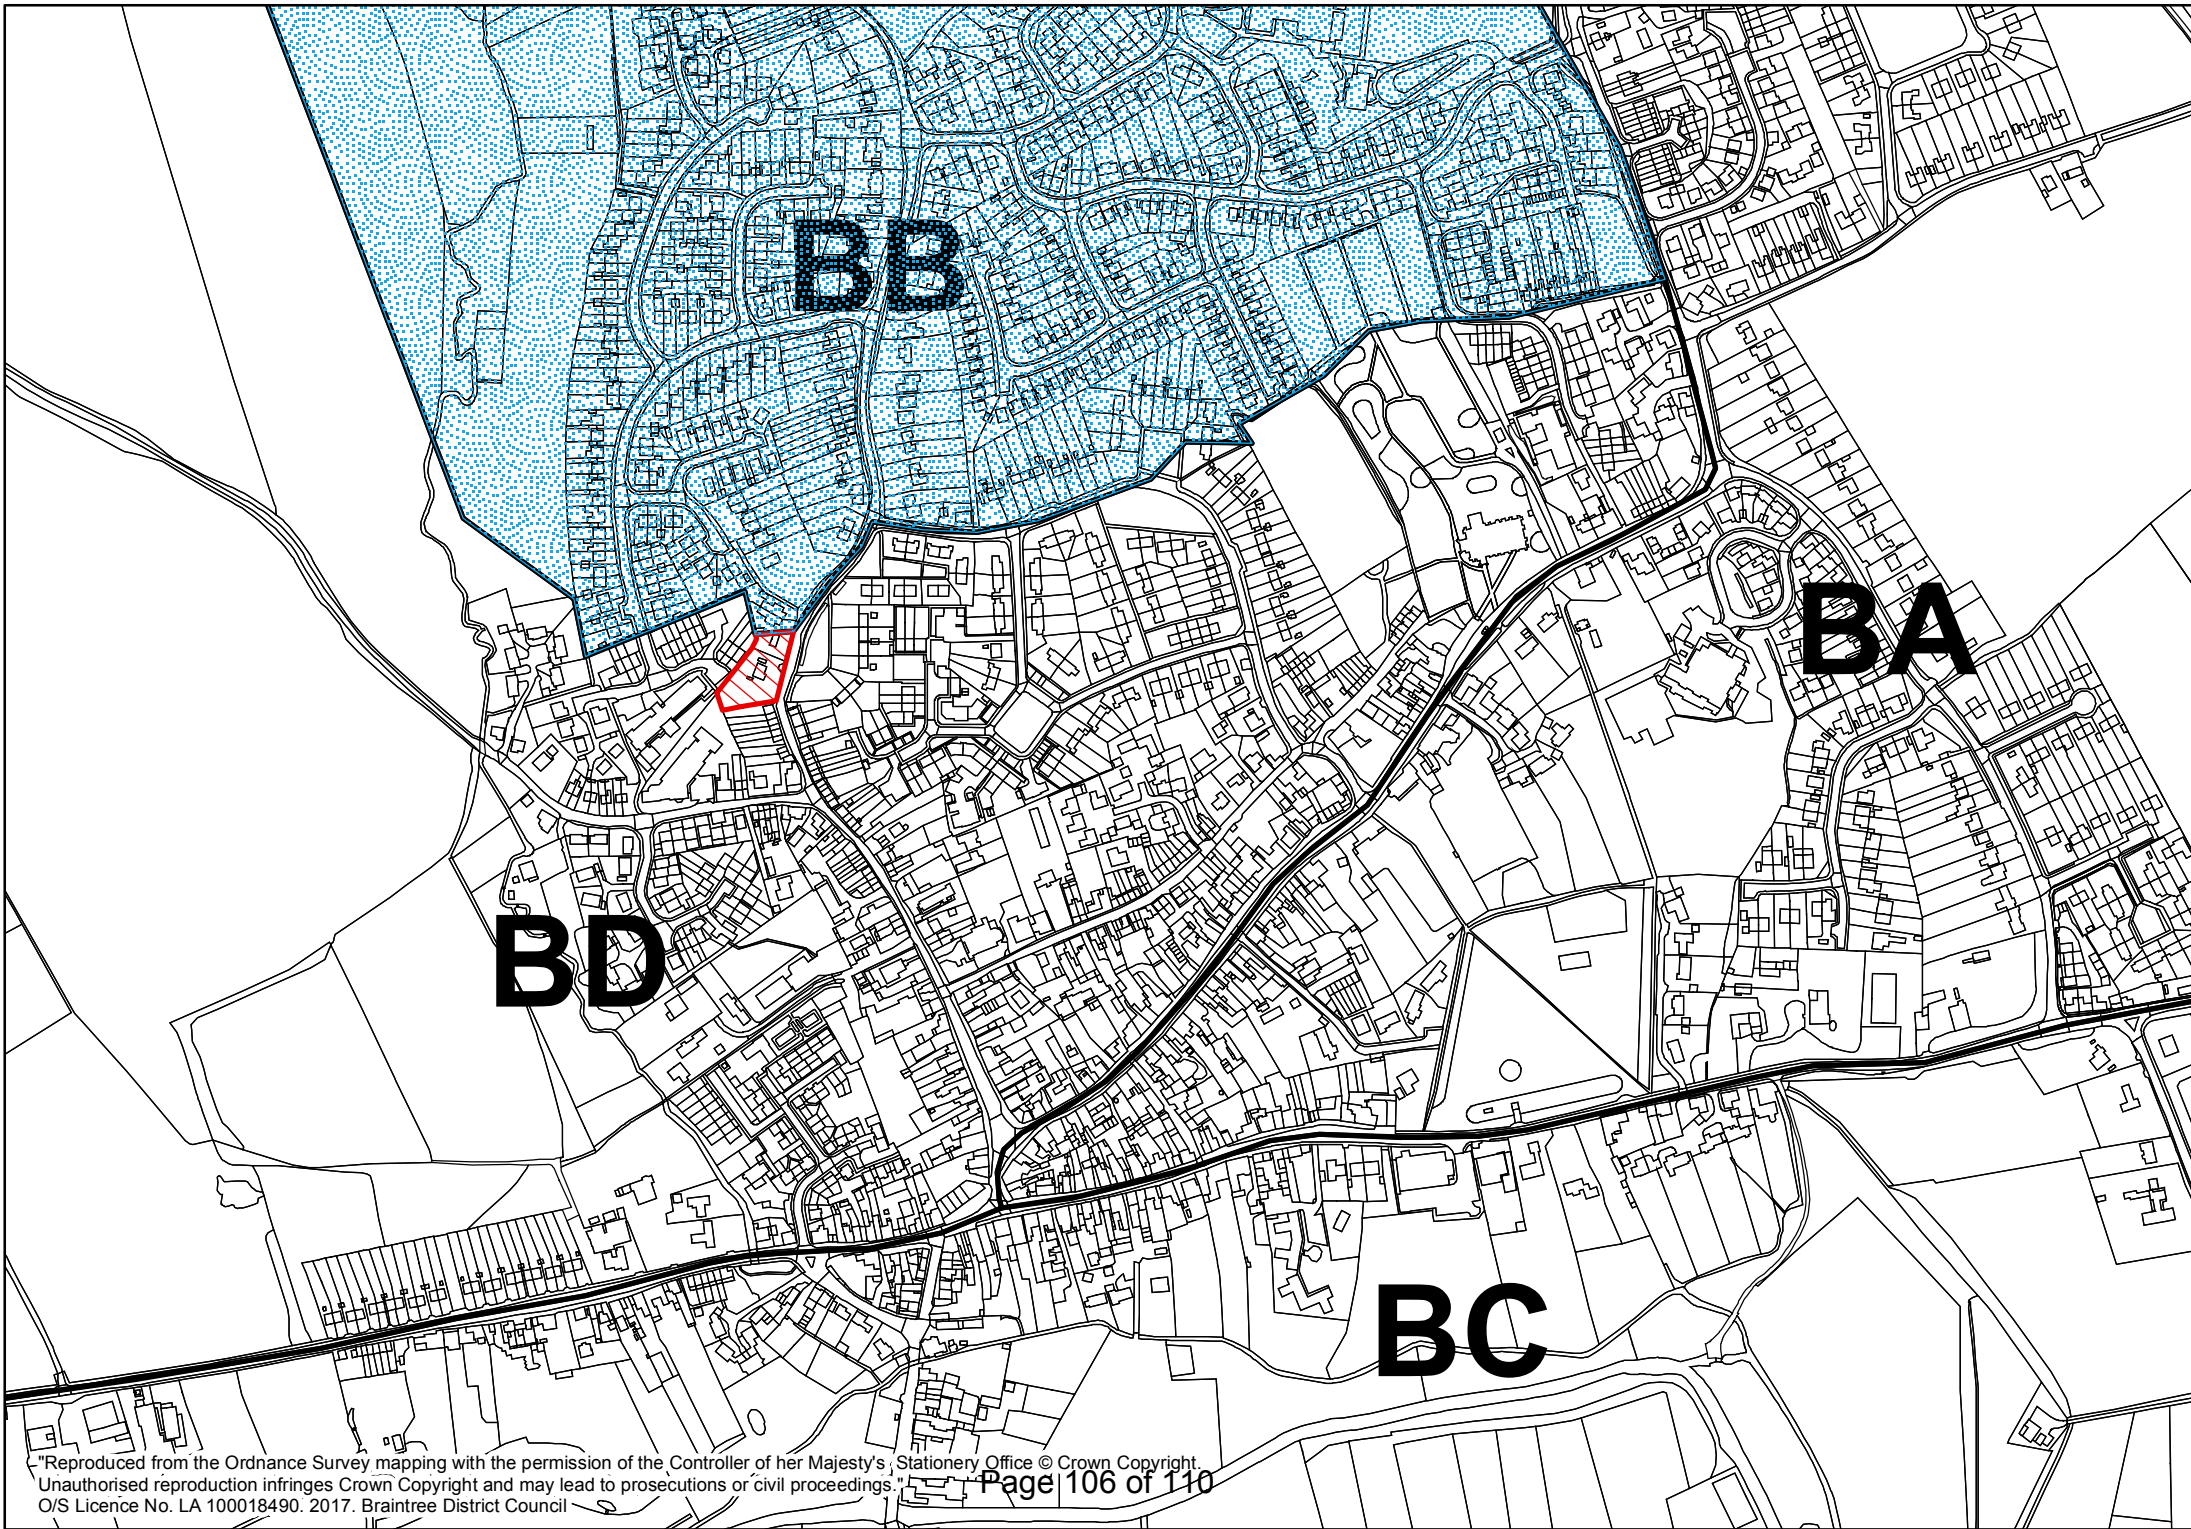 BB
BA
BD
BC
"Reproduced from the Ordnance Survey mapping with the permission of the Controller of her Majesty's Stationery Office © Crown Copyright.
Unauthorised reproduction infringes Crown Copyright and may lead to prosecutions or civil proceedings."
Page 106 of 110
O/S Licence No. LA 100018490. 2017. Braintree District Council